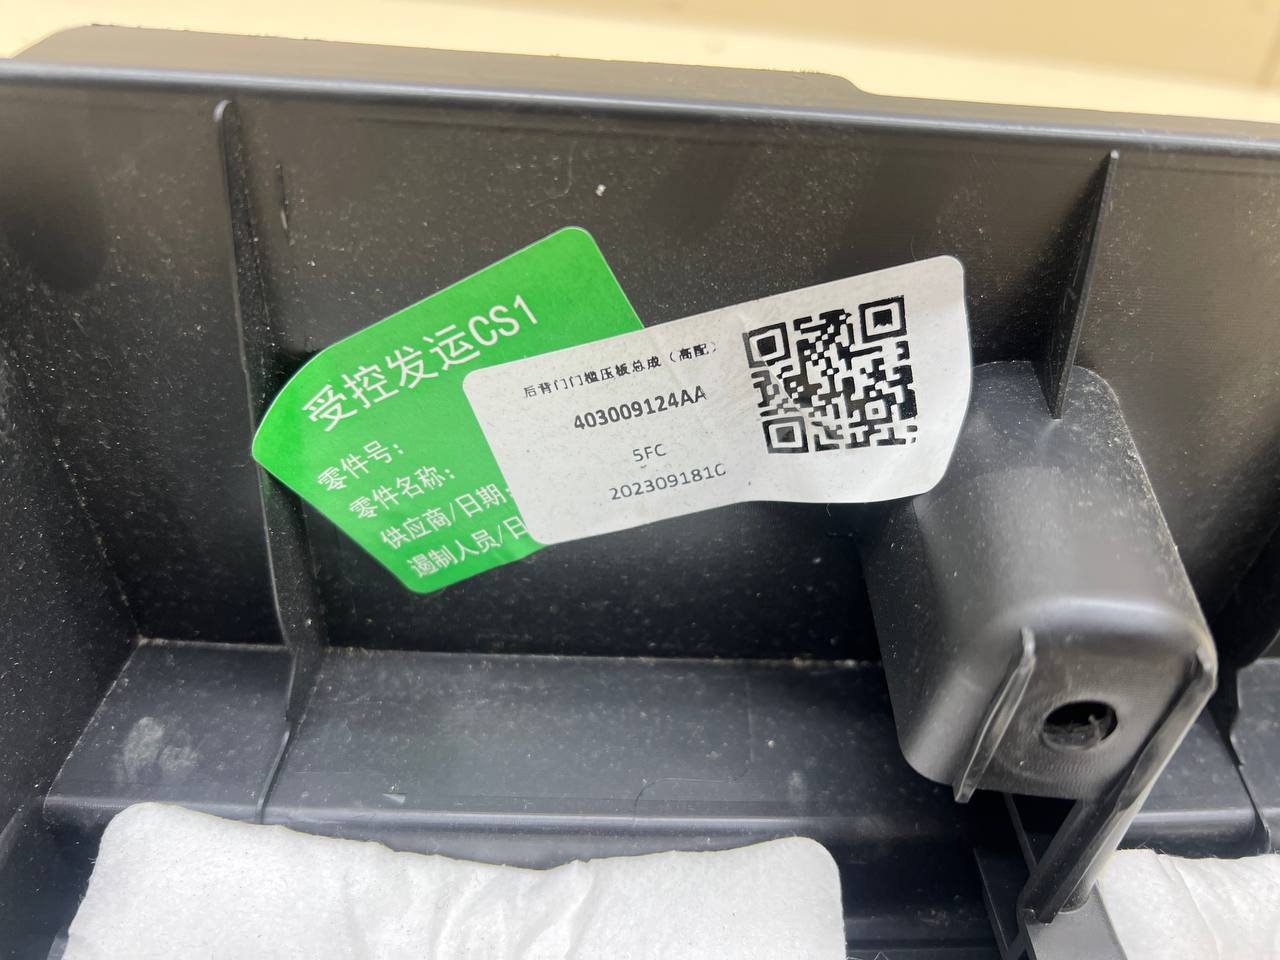 受控发运CS1
零件号:
零件名称:
供应商/日期:
遏制人员/日
后背门门槛压板总成（高配）
403009124AA
5FC
202309181C